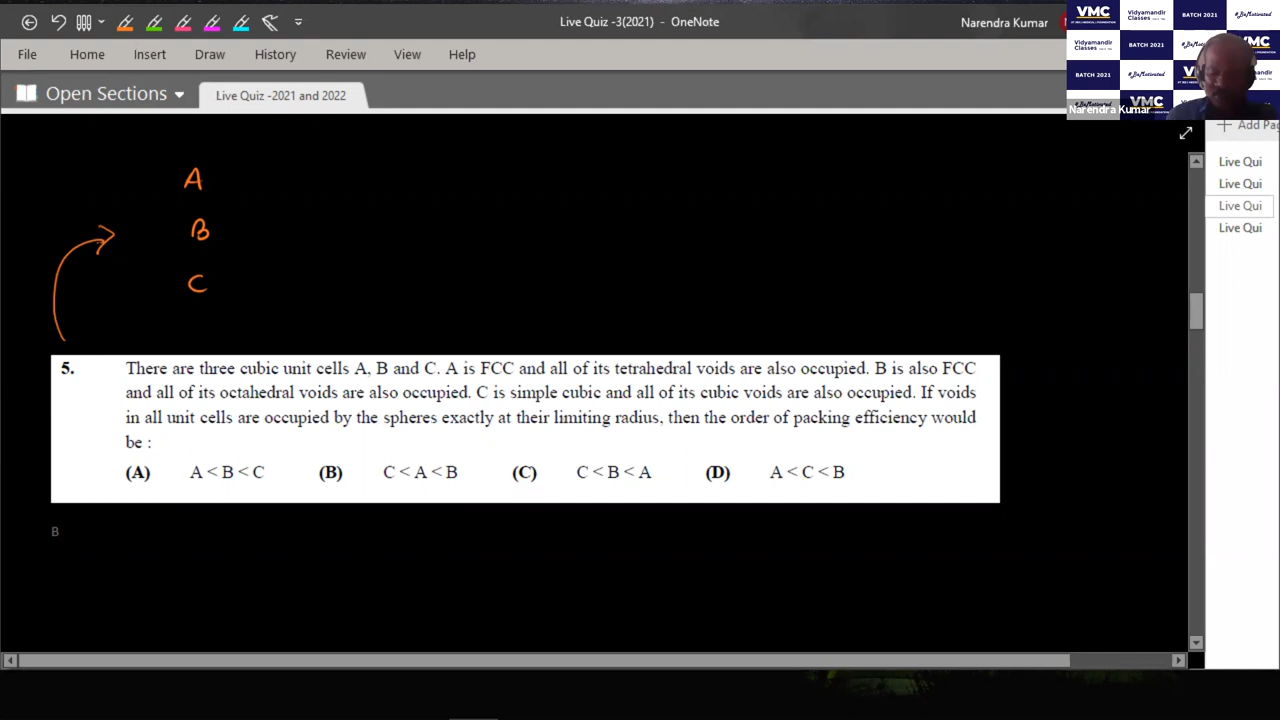 Live Quiz -3(2021) - OneNote
Narendra Kumar
File Home Insert Draw History Review View Help
Open Sections
Live Quiz -2021 and 2022
VMC
Vidyamandir Classes
BATCH 2021
#BeMotivated
Narendra Kumar
Add Pag
Live Qui
Live Qui
Live Qui
Live Qui
A
B
C
5. There are three cubic unit cells A, B and C. A is FCC and all of its tetrahedral voids are also occupied. B is also FCC
and all of its octahedral voids are also occupied. C is simple cubic and all of its cubic voids are also occupied. If voids
in all unit cells are occupied by the spheres exactly at their limiting radius, then the order of packing efficiency would
be :
(A) A < B < C (B) C < A < B (C) C < B < A (D) A < C < B
B